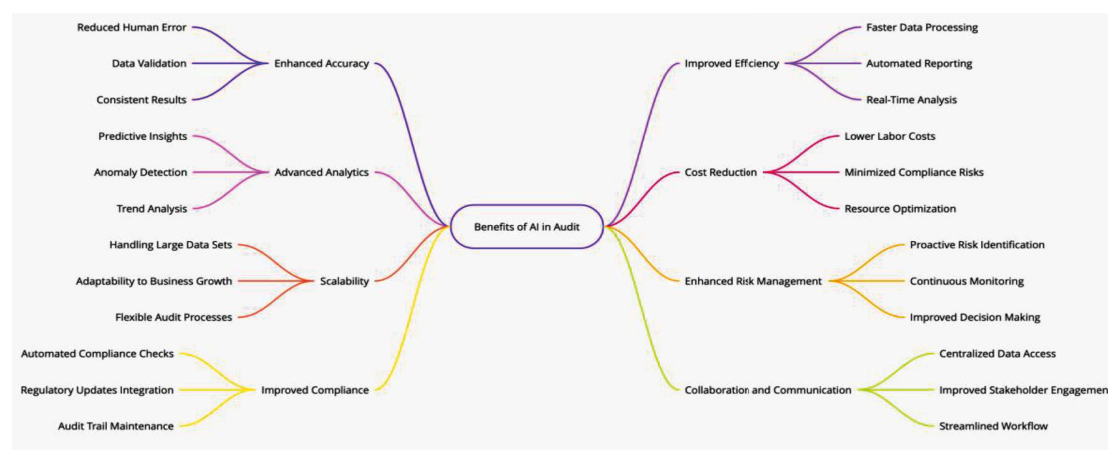 Reduced Human Error
Data Validation
Consistent Results
Enhanced Accuracy
Predictive Insights
Anomaly Detection
Trend Analysis
Advanced Analytics
Handling Large Data Sets
Adaptability to Business Growth
Flexible Audit Processes
Scalability
Automated Compliance Checks
Regulatory Updates Integration
Audit Trail Maintenance
Improved Compliance
Benefits of AI in Audit
Improved Efficiency
Faster Data Processing
Automated Reporting
Real-Time Analysis
Cost Reduction
Lower Labor Costs
Minimized Compliance Risks
Resource Optimization
Enhanced Risk Management
Proactive Risk Identification
Continuous Monitoring
Improved Decision Making
Collaboration and Communication
Centralized Data Access
Improved Stakeholder Engagemen
Streamlined Workflow